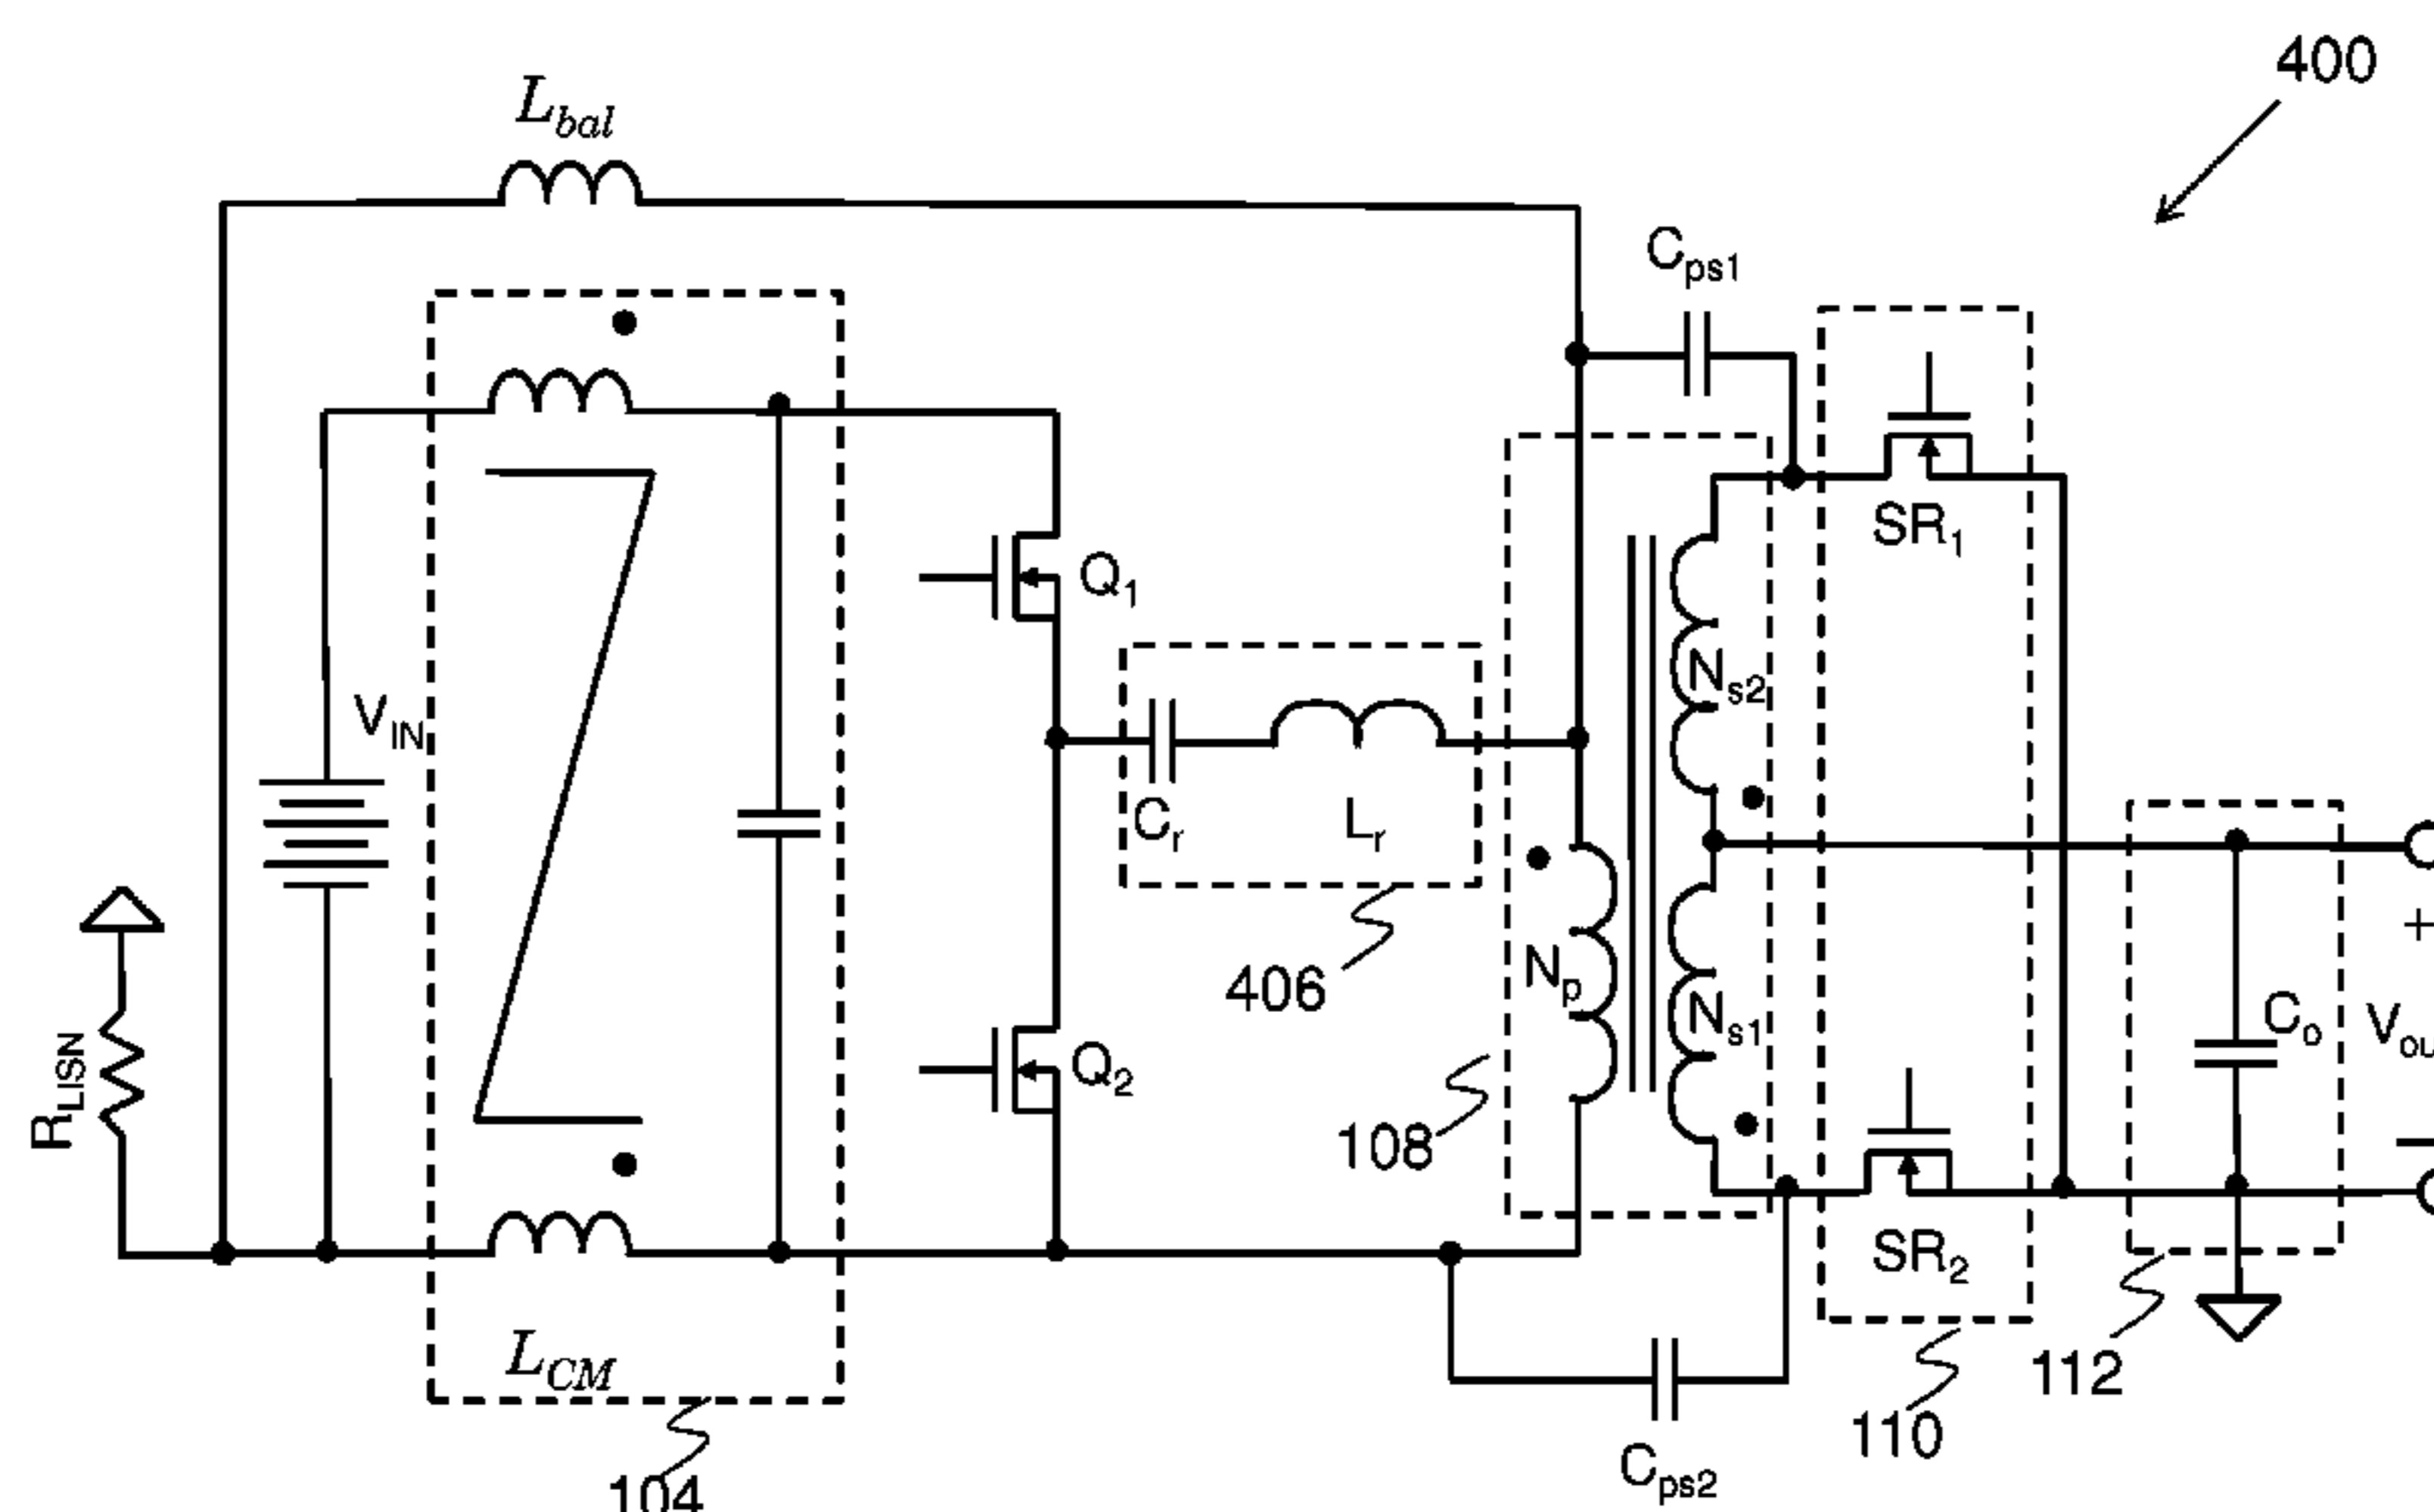 400
L_bal
C_ps1
SR_1
Q_1
N_s2
V_IN
C_r
L_r
+
406
N_p
N_s1
C_o
R_LISN
Q_2
108
SR_2
L_CM
112
110
C_ps2
104